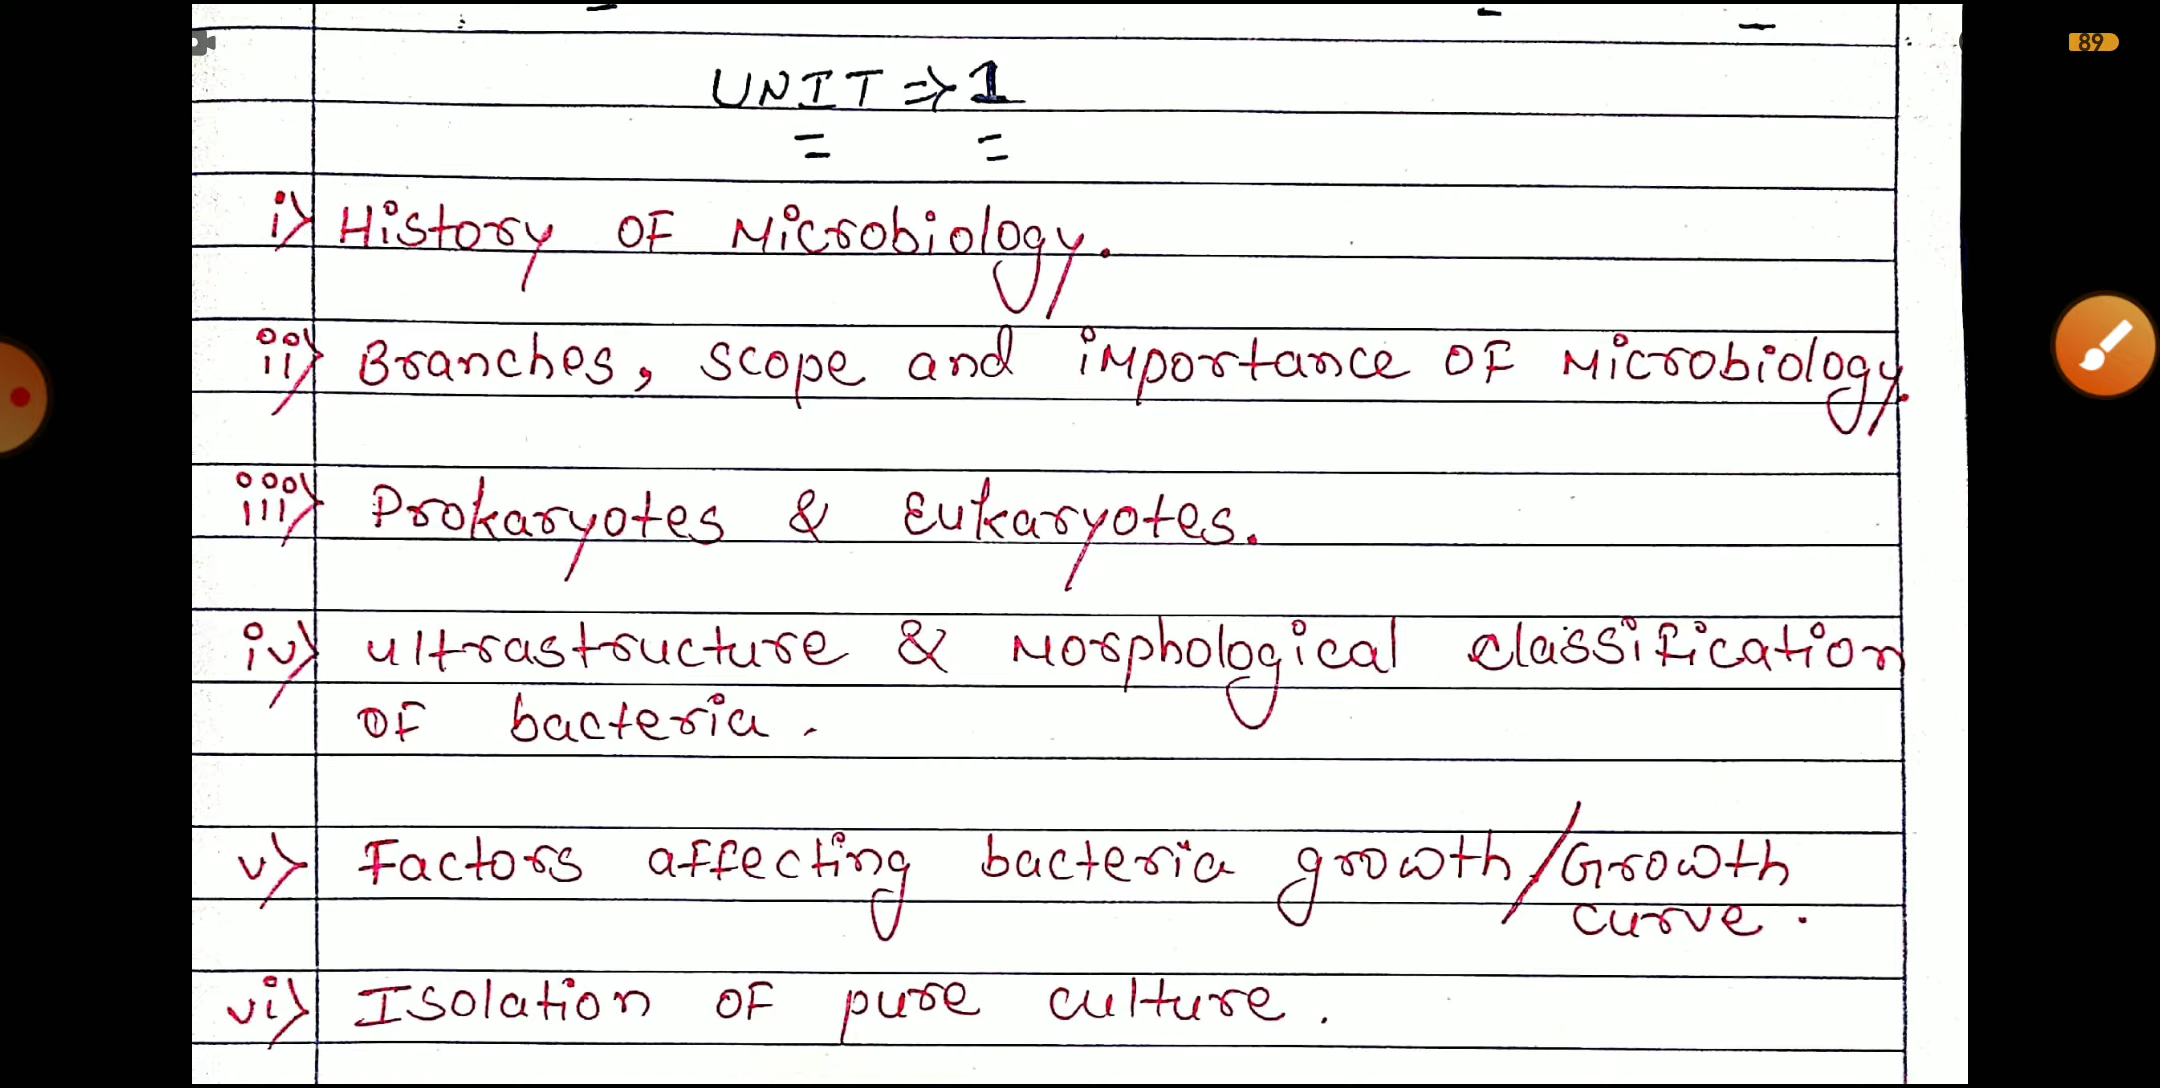 89
UNIT ⇒ 1
i) History OF Microbiology.
ii) Branches, scope and importance OF Microbiology.
iii) Prokaryotes & Eukaryotes.
iv) ultrastructure & Morphological classification
OF bacteria.
v) Factors affecting bacteria growth/Growth
curve.
vi) Isolation OF pure culture.